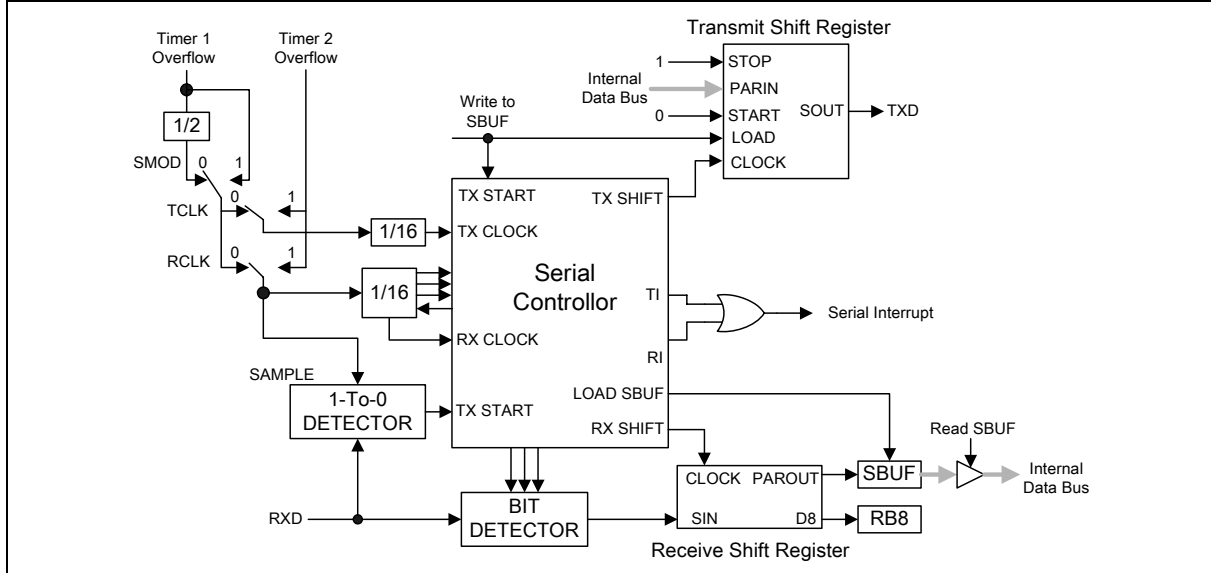 Transmit Shift Register
Timer 1
Overflow
Timer 2
Overflow
1
STOP
Internal
Data Bus
PARIN
SOUT
TXD
0
START
LOAD
CLOCK
Write to
SBUF
1/2
SMOD
0
1
TCLK
0
1
RCLK
0
1
1/16
1/16
TX START
TX SHIFT
TX CLOCK
Serial
Controllor
TI
RI
Serial Interrupt
RX CLOCK
SAMPLE
1-To-0
DETECTOR
TX START
LOAD SBUF
RX SHIFT
Read SBUF
CLOCK
PAROUT
SBUF
Internal
Data Bus
RXD
BIT
DETECTOR
SIN
D8
RB8
Receive Shift Register